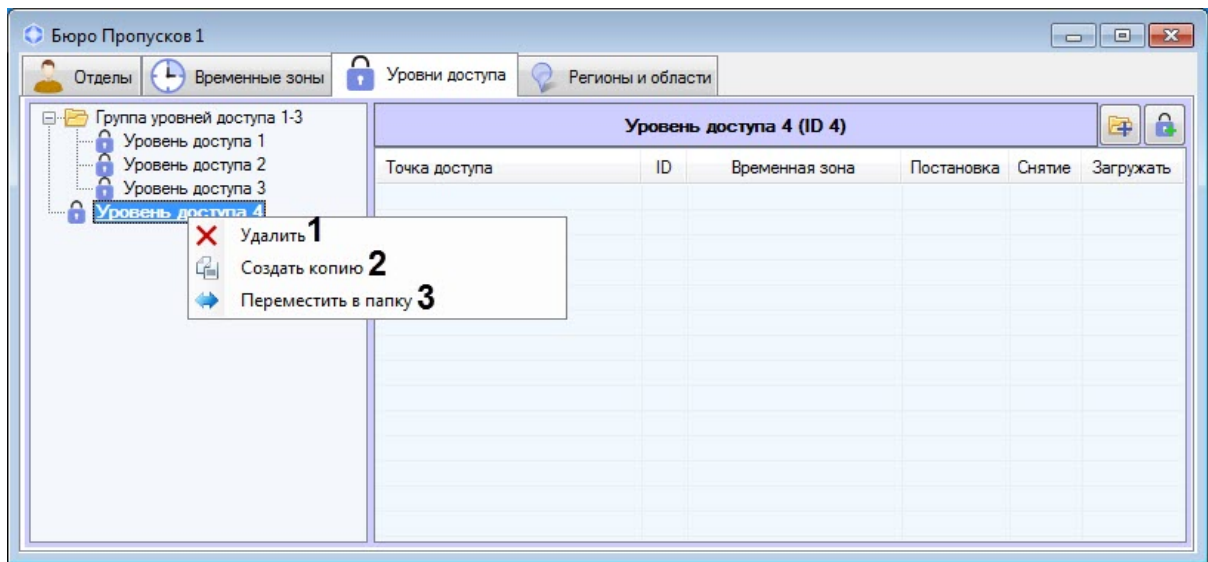 Бюро Пропусков 1
Отделы Временные зоны Уровни доступа Регионы и области
Группа уровней доступа 1-3
Уровень доступа 1
Уровень доступа 2
Уровень доступа 3
Уровень доступа 4
Удалить 1
Создать копию 2
Переместить в папку 3
Уровень доступа 4 (ID 4)
Точка доступа ID Временная зона Постановка Снятие Загружать